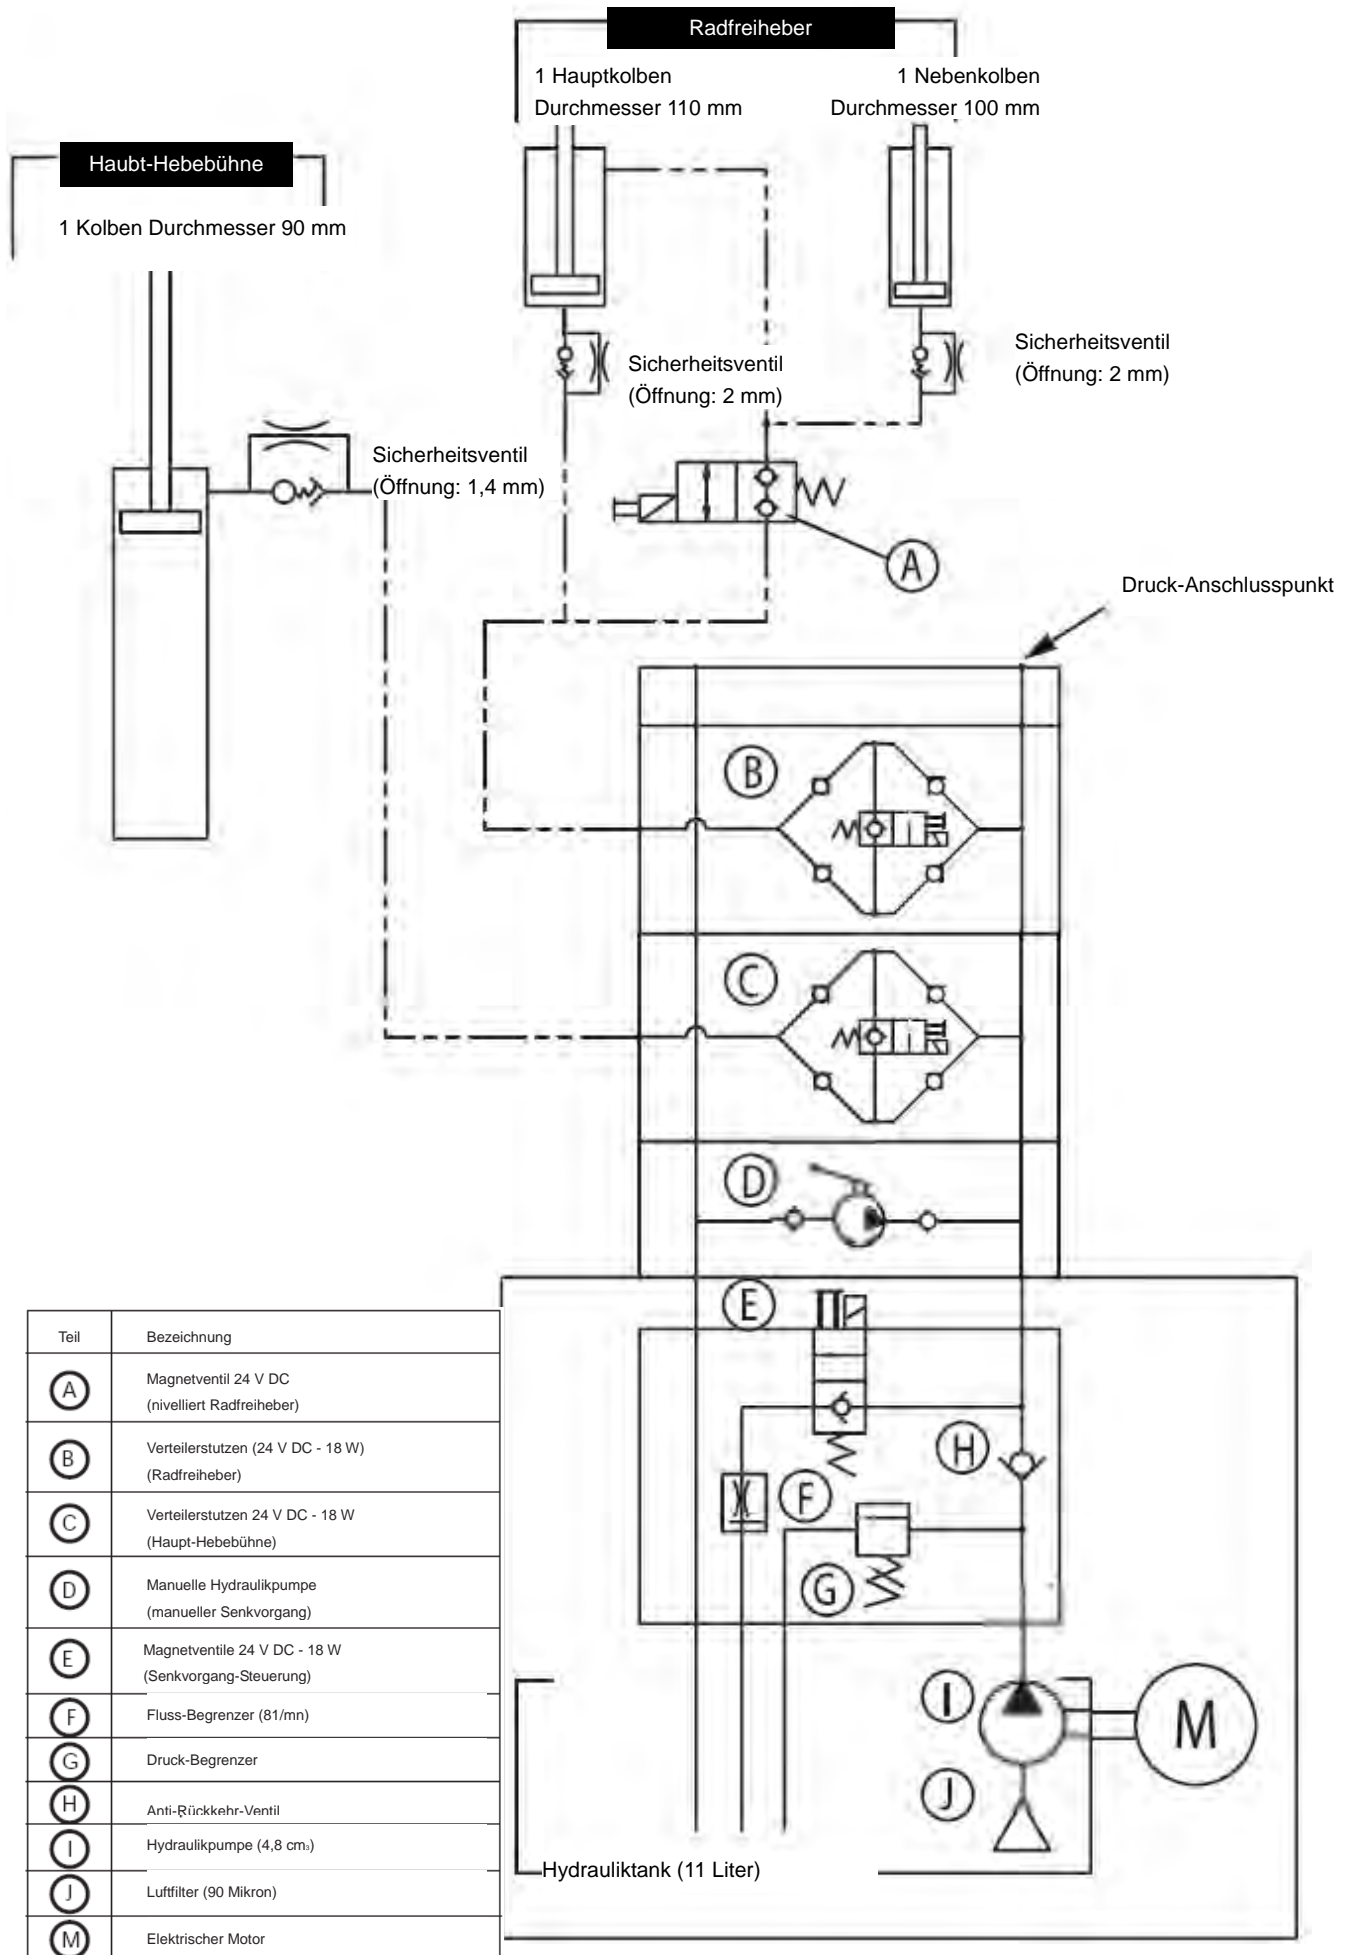 Radfreiheber
1 Hauptkolben
Durchmesser 110 mm
1 Nebenkolben
Durchmesser 100 mm
Haubt-Hebebühne
1 Kolben Durchmesser 90 mm
Sicherheitsventil
(Öffnung: 2 mm)
Sicherheitsventil
(Öffnung: 2 mm)
Sicherheitsventil
(Öffnung: 1,4 mm)
A
Druck-Anschlusspunkt
B
C
D
E
H
F
G
I
M
J
Hydrauliktank (11 Liter)
Teil Bezeichnung
A Magnetventil 24 V DC
(nivelliert Radfreiheber)
B Verteilerstutzen (24 V DC - 18 W)
(Radfreiheber)
C Verteilerstutzen 24 V DC - 18 W
(Haupt-Hebebühne)
D Manuelle Hydraulikpumpe
(manueller Senkvorgang)
E Magnetventile 24 V DC - 18 W
(Senkvorgang-Steuerung)
F Fluss-Begrenzer (81/mn)
G Druck-Begrenzer
H Anti-Rückkehr-Ventil
I Hydraulikpumpe (4,8 cm₃)
J Luftfilter (90 Mikron)
M Elektrischer Motor